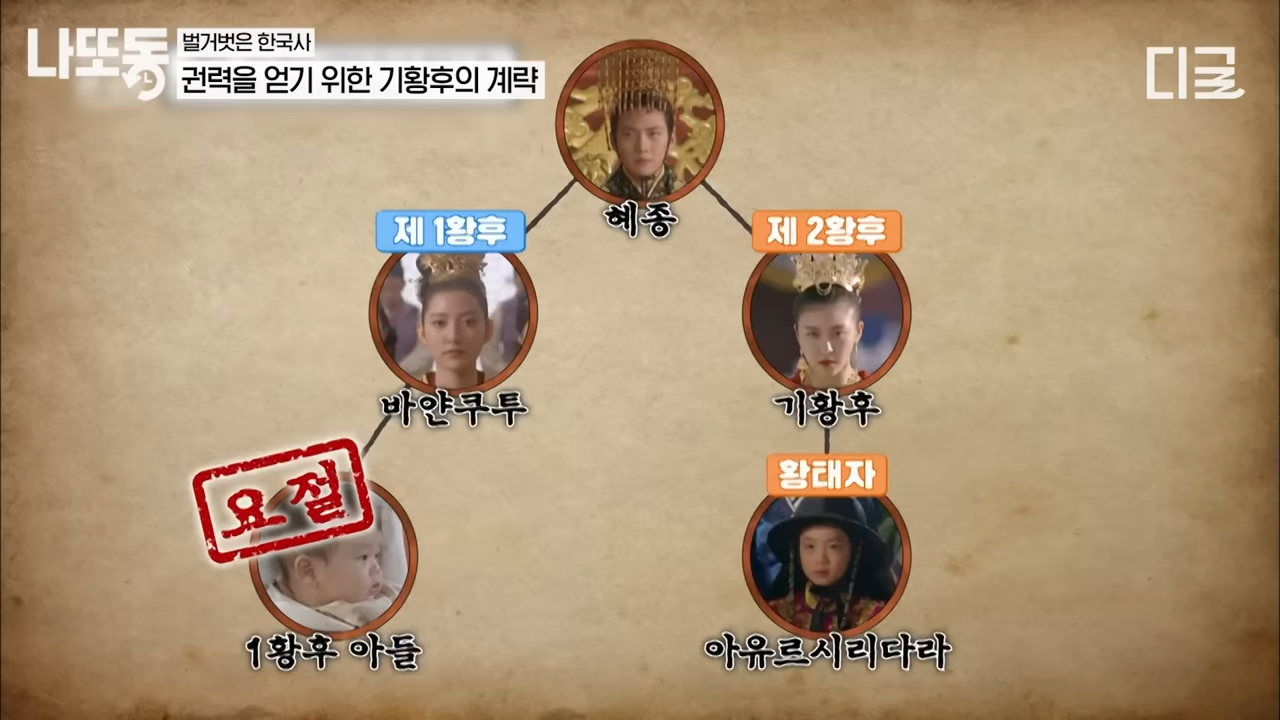 나또동
벌거벗은 한국사
권력을 얻기 위한 기황후의 계략
디글
혜종
제 1황후
제 2황후
바얀쿠투
기황후
요절
황태자
1황후 아들
아유르시리다라